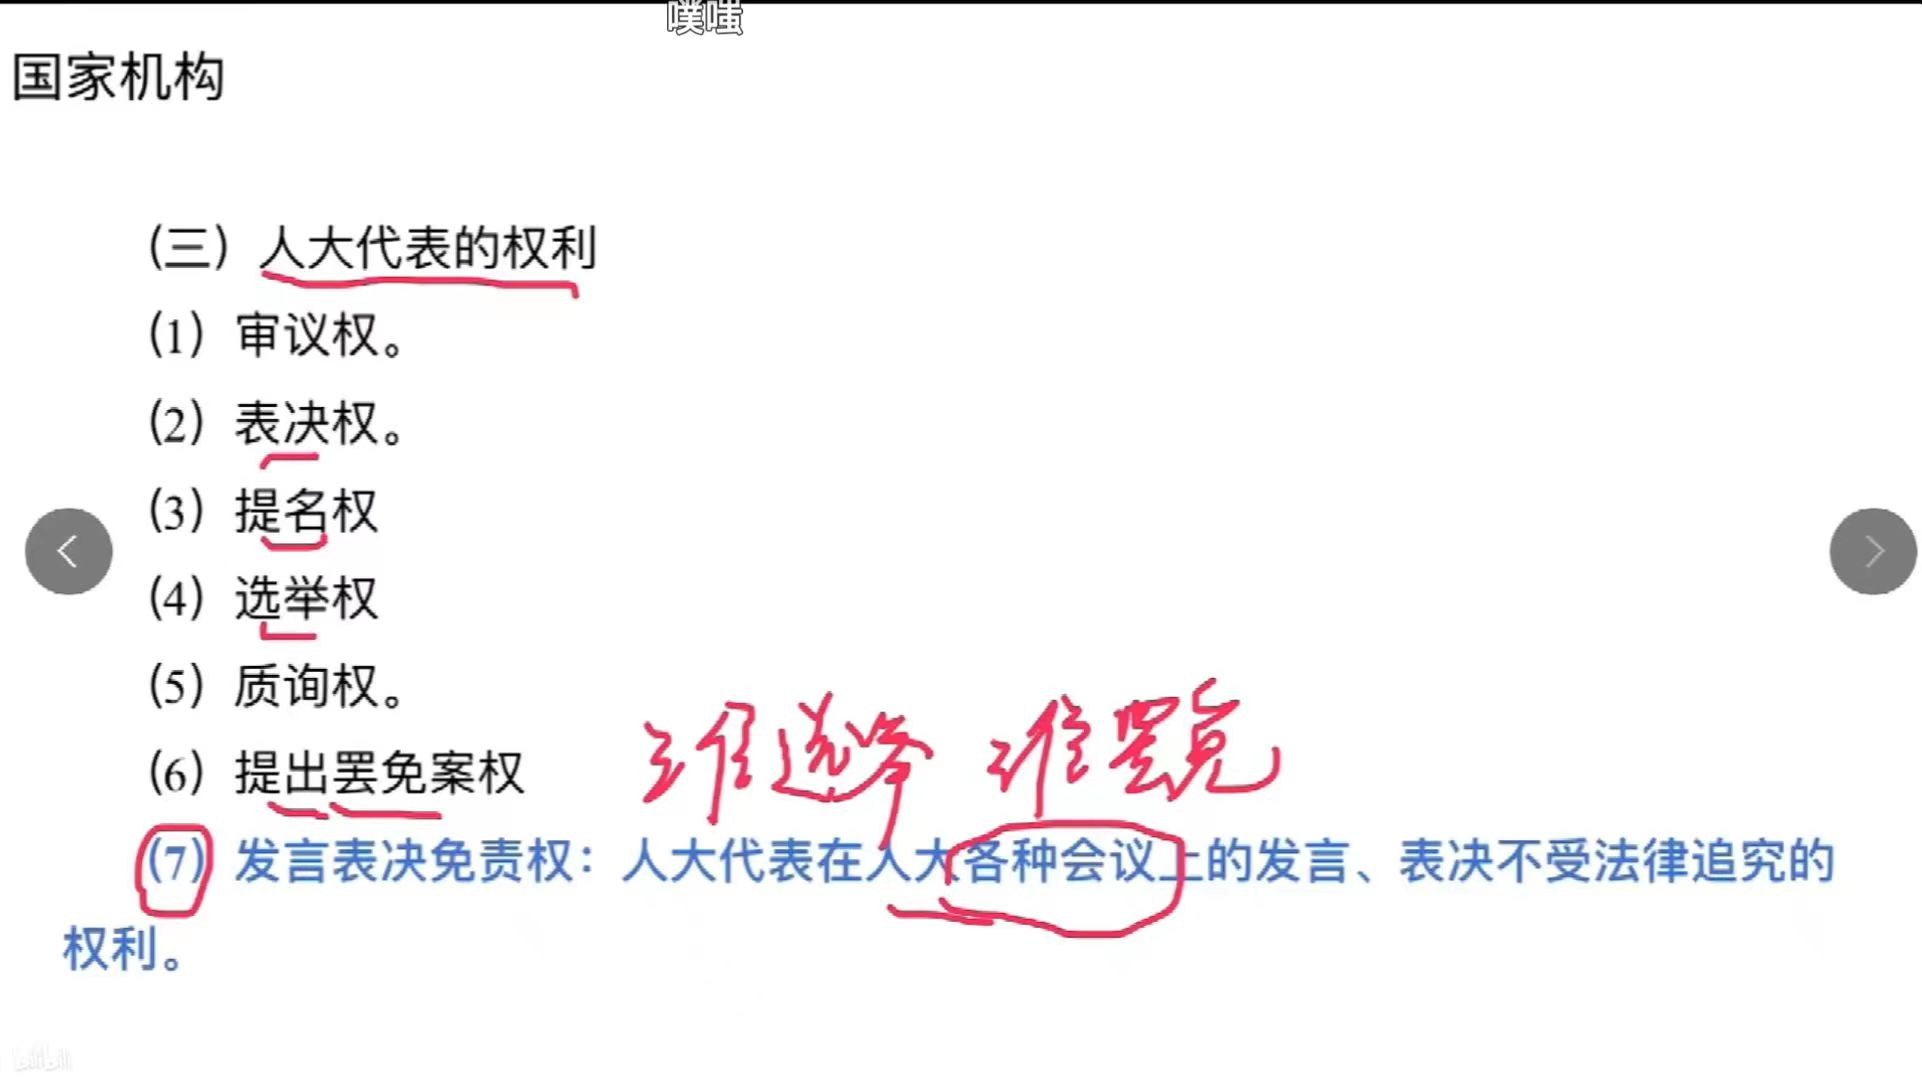 噗嗤
国家机构
（三）人大代表的权利
（1）审议权。
（2）表决权。
（3）提名权
（4）选举权
（5）质询权。
（6）提出罢免案权
谁选举 谁罢免
（7）发言表决免责权：人大代表在人大各种会议上的发言、表决不受法律追究的
权利。
bilibili